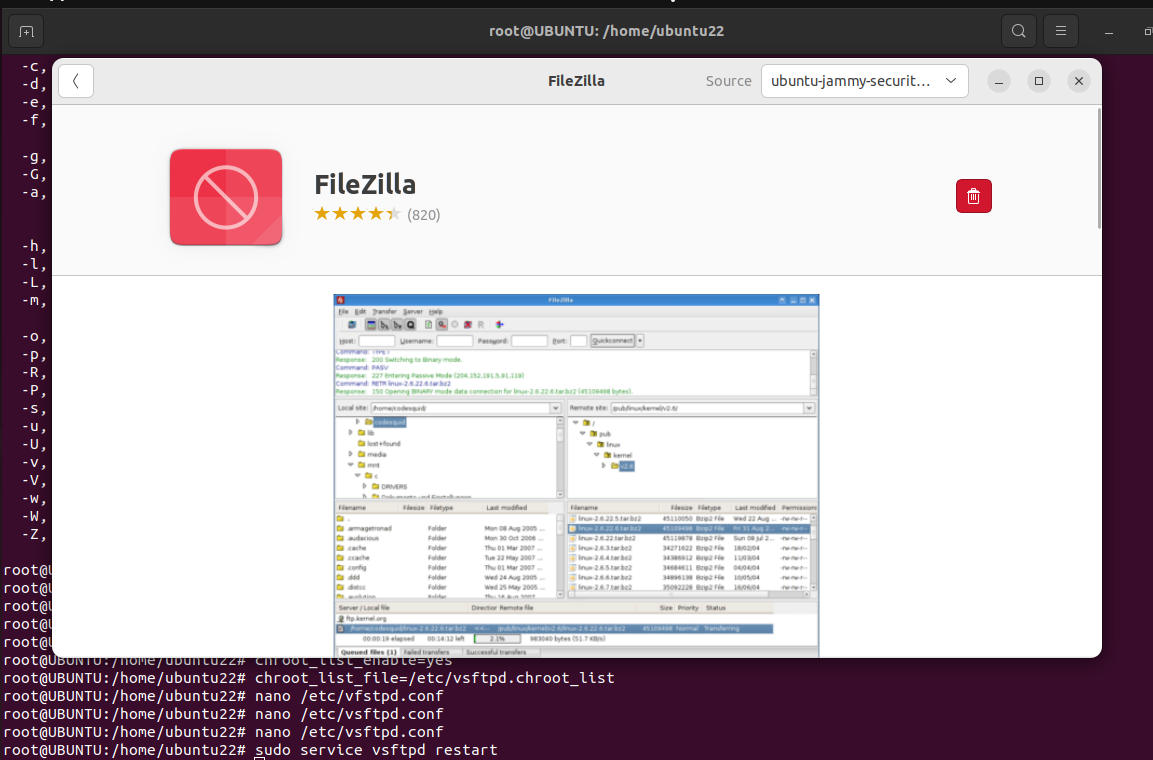 root@UBUNTU: /home/ubuntu22
FileZilla
Source
ubuntu-jammy-securit...
-c,
-d,
-e,
-f,
-g,
-G,
-a,
-h,
-l,
-L,
-m,
-o,
-p,
-R,
-P,
-s,
-u,
-U,
-v,
-V,
-w,
-W,
-Z,
FileZilla
(820)
FileZilla
File Edit Transfer Server Help
Host: Username: Password: Port: Quickconnect
Command: TYPE I
Response: 200 Switching to Binary mode.
Command: PASV
Response: 227 Entering Passive Mode (204,152,191,5,91,119)
Command: RETR linux-2.6.22.6.tar.bz2
Response: 150 Opening BINARY mode data connection for linux-2.6.22.6.tar.bz2 (45109498 bytes).
Local site: /home/codesquid/ Remote site: /pub/linux/kernel/v2.6/
codesquid
lib
lost+found
media
mnt
c
DRIVERS
Dokumente und Einstellungen
/
pub
linux
kernel
v2.6
Filename Filesize Filetype Last modified
..
.armagetronad Folder Mon 08 Aug 2005 ...
.audacious Folder Mon 30 Oct 2006 ...
.cache Folder Thu 01 Mar 2007 ...
.ccache Folder Tue 22 May 2007 ...
.config Folder Thu 01 Mar 2007 ...
.ddd Folder Wed 24 Aug 2005 ...
.distcc Folder Wed 25 May 2005 ...
.evolution Folder Thu 16 Aug 2007
Filename Filesize Filetype Last modified Permissions
linux-2.6.22.5.tar.bz2 45110050 Bzip2 File Wed 22 Aug ... -rw-rw-r--
linux-2.6.22.6.tar.bz2 45109498 Bzip2 File Fri 31 Aug 2... -rw-rw-r--
linux-2.6.22.tar.bz2 45119878 Bzip2 File Sun 08 Jul 2... -rw-rw-r--
linux-2.6.3.tar.bz2 34271622 Bzip2 File 18/02/04 -rw-rw-r--
linux-2.6.4.tar.bz2 34386912 Bzip2 File 11/03/04 -rw-rw-r--
linux-2.6.5.tar.bz2 34684611 Bzip2 File 04/04/04 -rw-rw-r--
linux-2.6.6.tar.bz2 34896138 Bzip2 File 10/05/04 -rw-rw-r--
linux-2.6.7.tar.bz2 35092228 Bzip2 File 16/06/04 -rw-rw-r--
Server / Local file Direction Remote file Size Priority Status
ftp.kernel.org
/home/codesquid/linux-2.6.22.6.tar.bz2 <<-- /pub/linux/kernel/v2.6/linux-2.6.22.6.tar.bz2 45109498 Normal Transferring
00:00:19 elapsed 00:14:12 left 2.1% 983040 bytes (51.7 KB/s)
Queued files (1) Failed transfers Successful transfers
root@U
root@U
root@U
root@U
root@U
root@UBUNTU:/home/ubuntu22# chroot_list_enable=yes
root@UBUNTU:/home/ubuntu22# chroot_list_file=/etc/vsftpd.chroot_list
root@UBUNTU:/home/ubuntu22# nano /etc/vfstpd.conf
root@UBUNTU:/home/ubuntu22# nano /etc/vsftpd.conf
root@UBUNTU:/home/ubuntu22# nano /etc/vsftpd.conf
root@UBUNTU:/home/ubuntu22# sudo service vsftpd restart